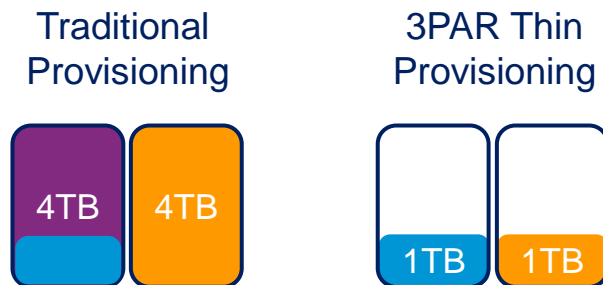 Traditional
Provisioning
3PAR Thin
Provisioning
4TB 4TB
1TB 1TB